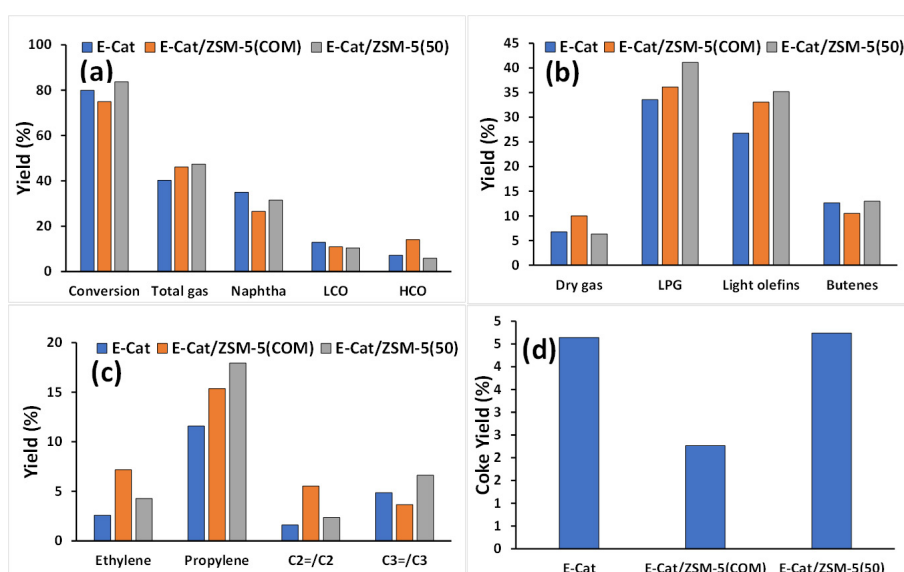 E-Cat E-Cat/ZSM-5(COM) E-Cat/ZSM-5(50)
(a)
Yield (%)
100
80
60
40
20
0
Conversion Total gas Naphtha LCO HCO
E-Cat E-Cat/ZSM-5(COM) E-Cat/ZSM-5(50)
(b)
Yield (%)
45
40
35
30
25
20
15
10
5
0
Dry gas LPG Light olefins Butenes
E-Cat E-Cat/ZSM-5(COM) E-Cat/ZSM-5(50)
(c)
Yield (%)
20
15
10
5
0
Ethylene Propylene C2=/C2 C3=/C3
(d)
Coke Yield (%)
5
5
4
4
3
3
2
2
1
1
0
E-Cat E-Cat/ZSM-5(COM) E-Cat/ZSM-5(50)